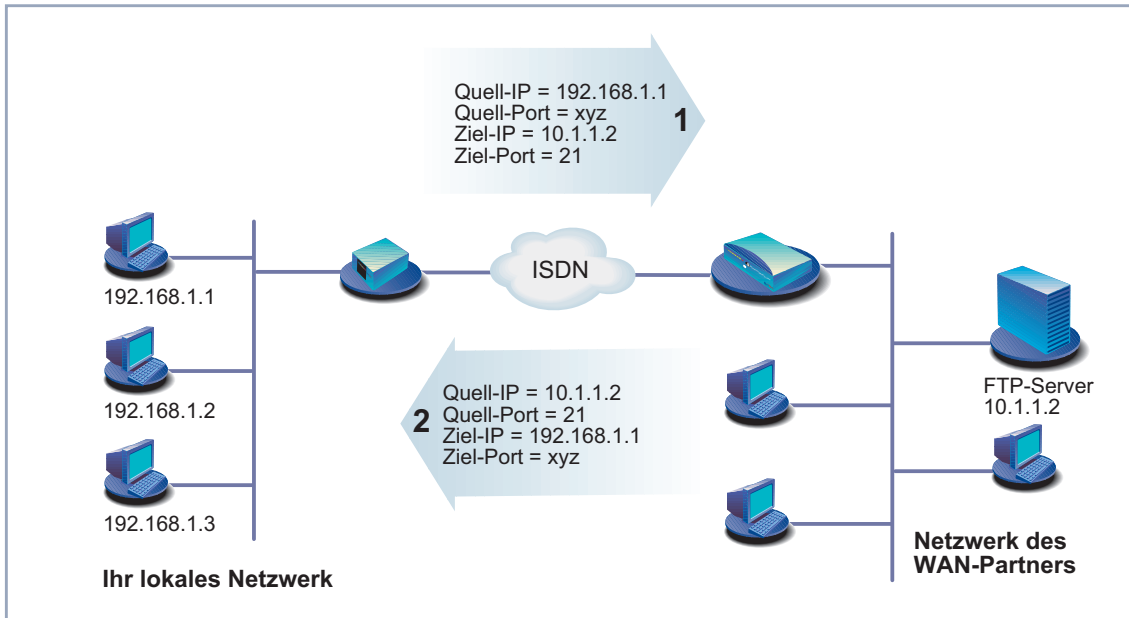 Quell-IP = 192.168.1.1
Quell-Port = xyz
Ziel-IP = 10.1.1.2
Ziel-Port = 21
1
ISDN
192.168.1.1
192.168.1.2
192.168.1.3
Ihr lokales Netzwerk
2
Quell-IP = 10.1.1.2
Quell-Port = 21
Ziel-IP = 192.168.1.1
Ziel-Port = xyz
FTP-Server
10.1.1.2
Netzwerk des
WAN-Partners